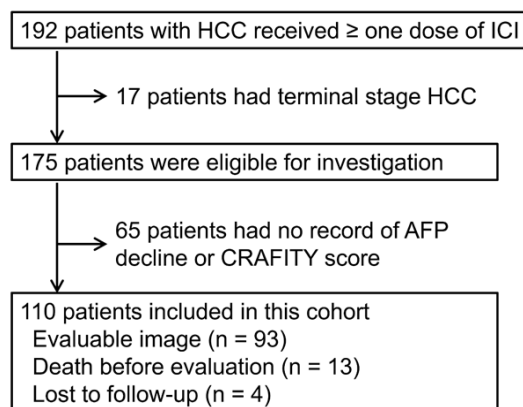 192 patients with HCC received ≥ one dose of ICI
17 patients had terminal stage HCC
175 patients were eligible for investigation
65 patients had no record of AFP
decline or CRAFITY score
110 patients included in this cohort
Evaluable image (n = 93)
Death before evaluation (n = 13)
Lost to follow-up (n = 4)